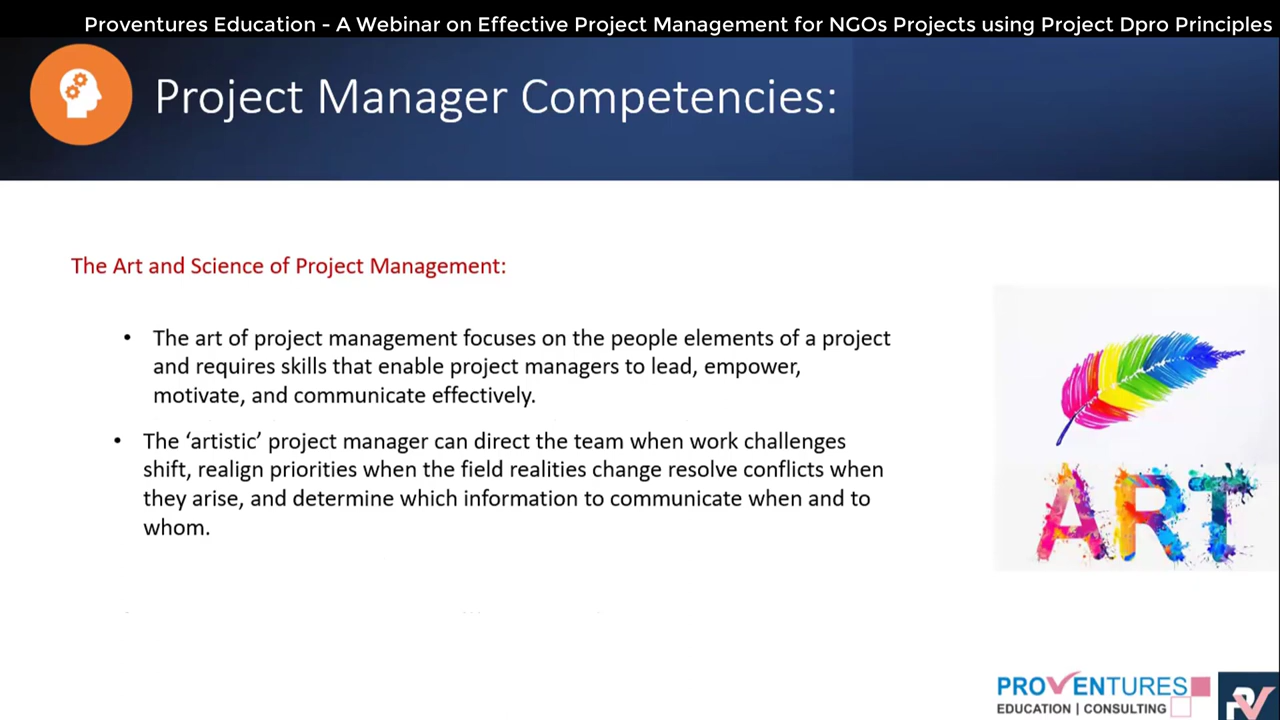 Proventures Education - A Webinar on Effective Project Management for NGOs Projects using Project Dpro Principles
Project Manager Competencies:
The Art and Science of Project Management:
• The art of project management focuses on the people elements of a project
and requires skills that enable project managers to lead, empower,
motivate, and communicate effectively.
• The ‘artistic’ project manager can direct the team when work challenges
shift, realign priorities when the field realities change resolve conflicts when
they arise, and determine which information to communicate when and to
whom.
ART
PROVENTURES
EDUCATION | CONSULTING
PV